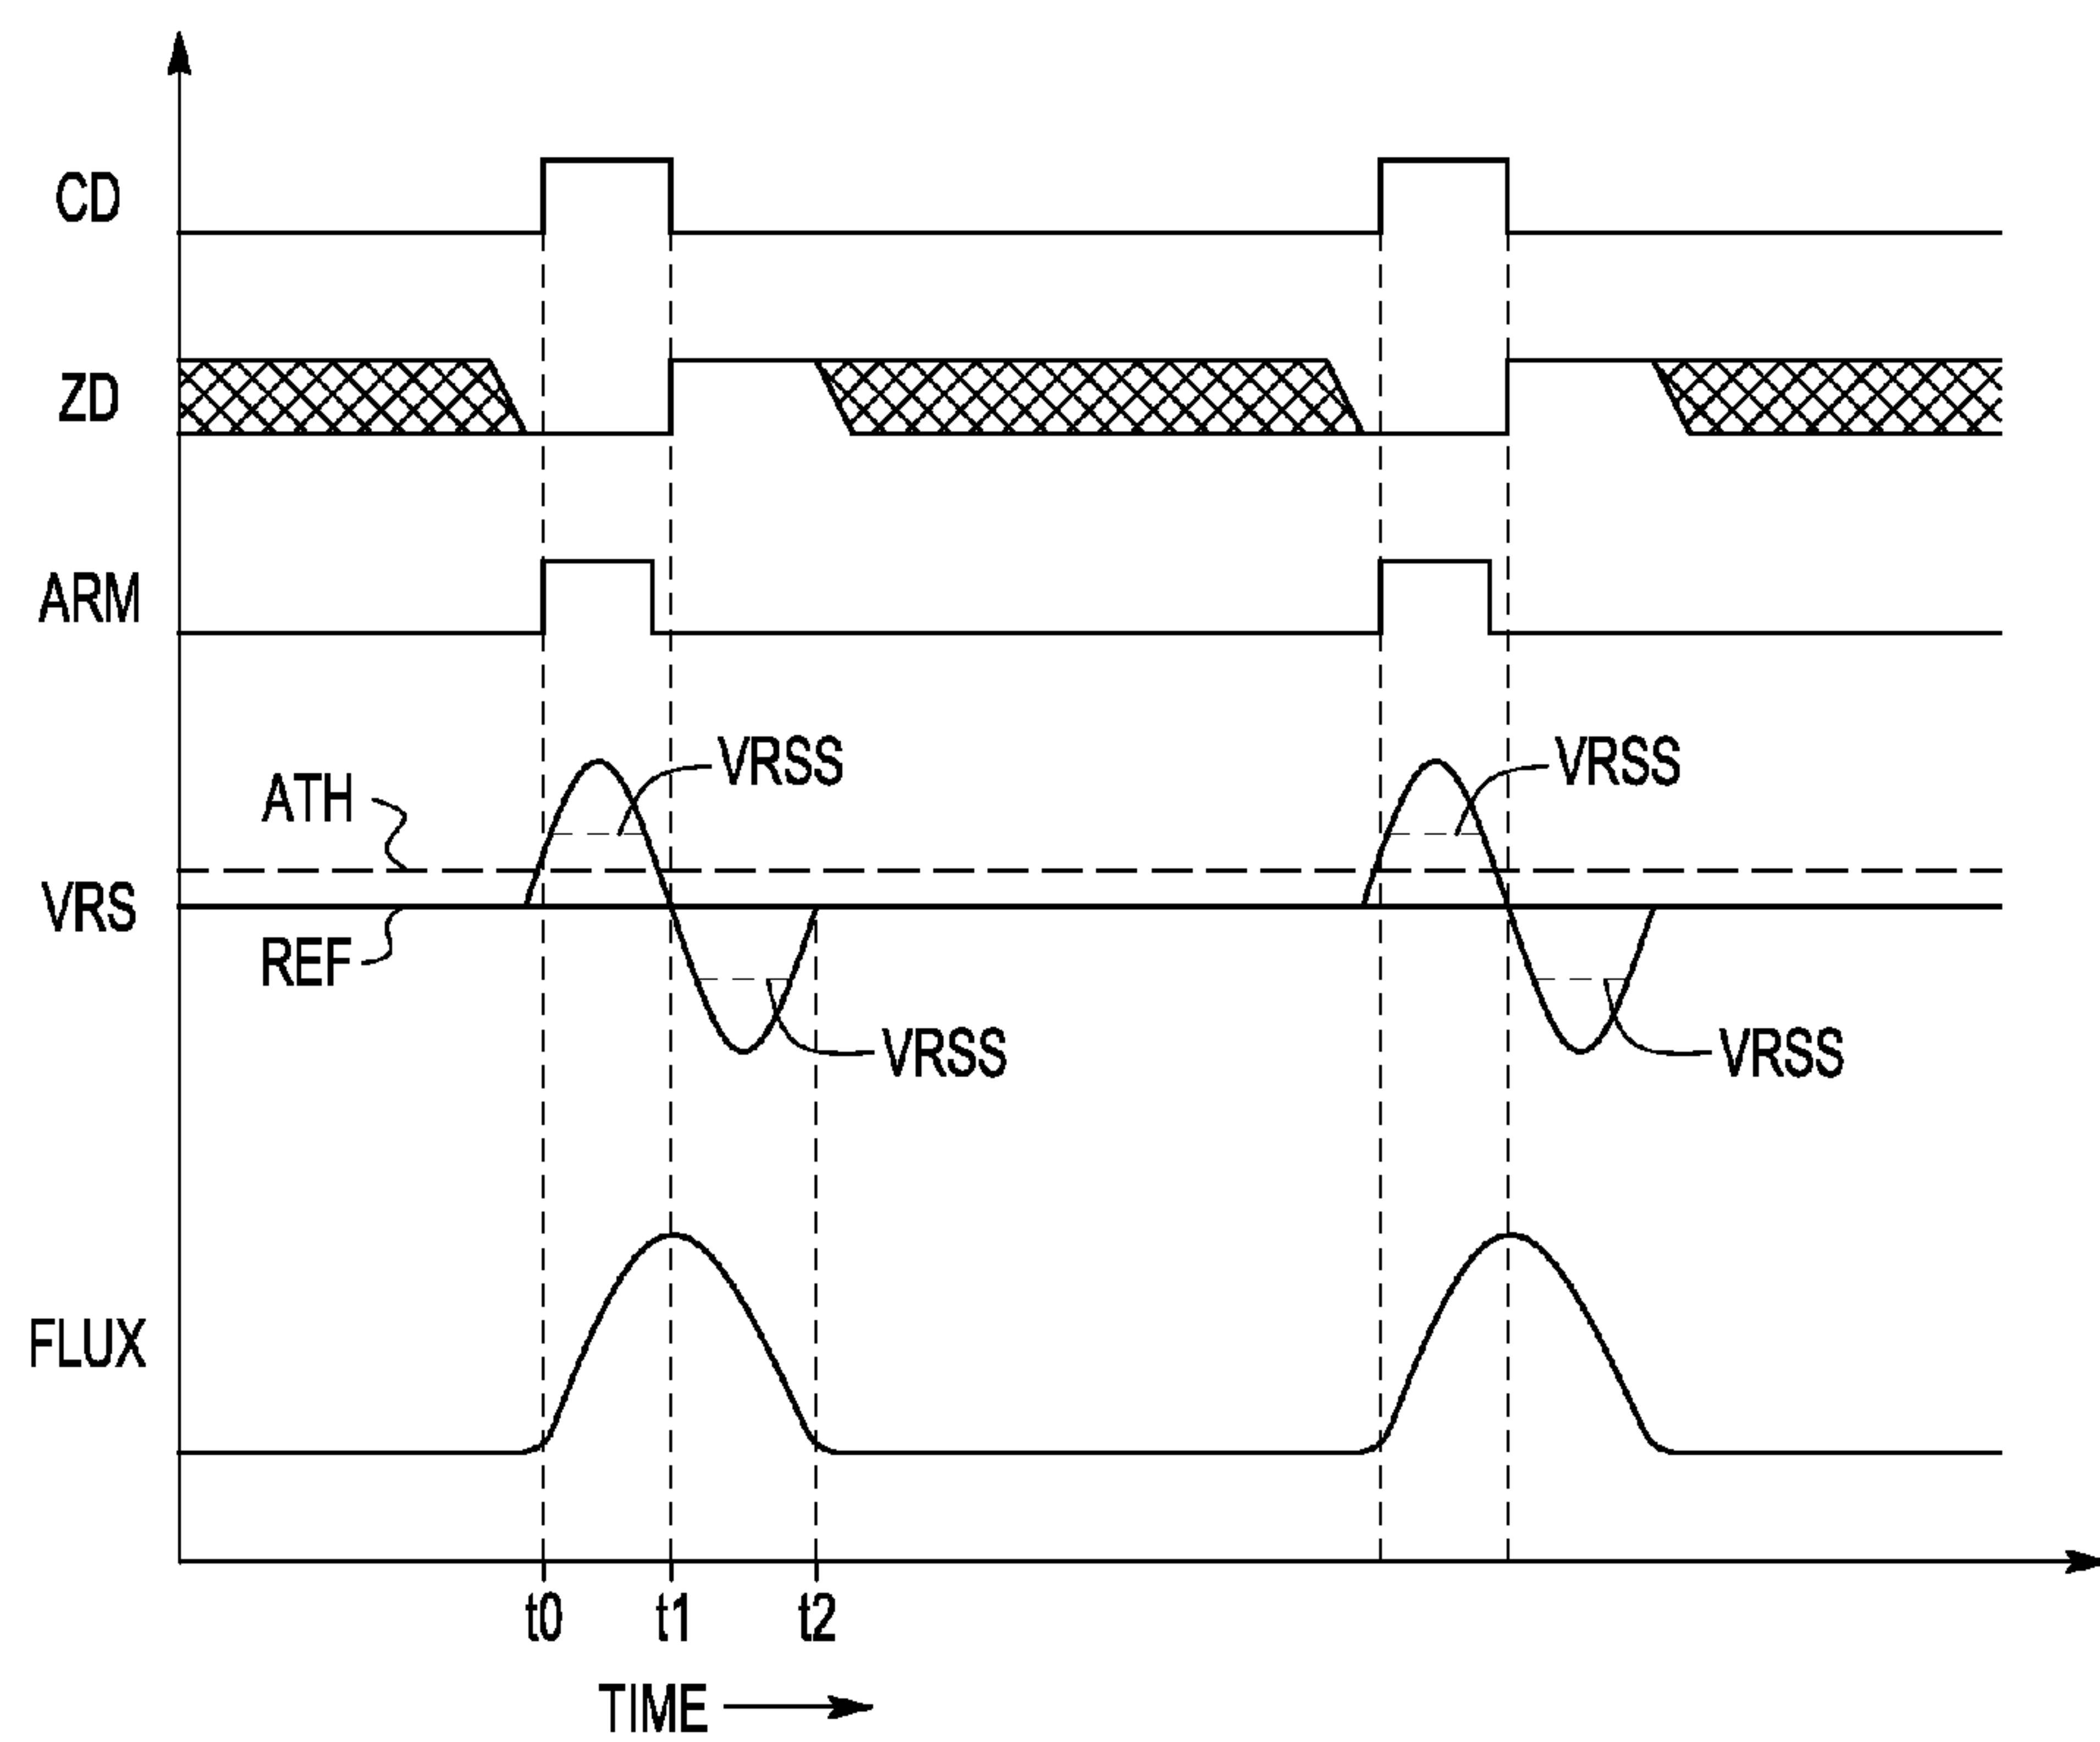 CD
ZD
ARM
VRSS VRSS
ATH
VRS
REF
VRSS VRSS
FLUX
t0 t1 t2
TIME